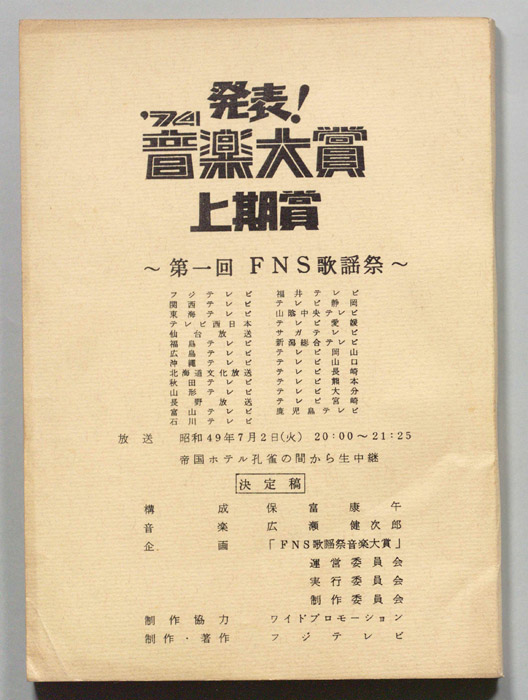 発表!
'74
音楽大賞
上期賞
~第一回 FNS歌謡祭~
フジテレビ 福井テレビ
関西テレビ テレビ静岡
東海テレビ 山陰中央テレビ
テレビ西日本 テレビ愛媛
仙台放送 サガテレビ
福島テレビ 新潟総合テレビ
広島テレビ テレビ岡山
沖縄テレビ テレビ山口
北海道文化放送 テレビ長崎
秋田テレビ テレビ熊本
山形テレビ テレビ大分
長野放送 テレビ宮崎
富山テレビ 鹿児島テレビ
石川テレビ
放送 昭和49年7月2日(火) 20:00~21:25
帝国ホテル孔雀の間から生中継
決定稿
構成 保富康午
音楽 広瀬健次郎
企画 「FNS歌謡祭音楽大賞」
運営委員会
実行委員会
制作委員会
制作協力 ワイドプロモーション
制作・著作 フジテレビ